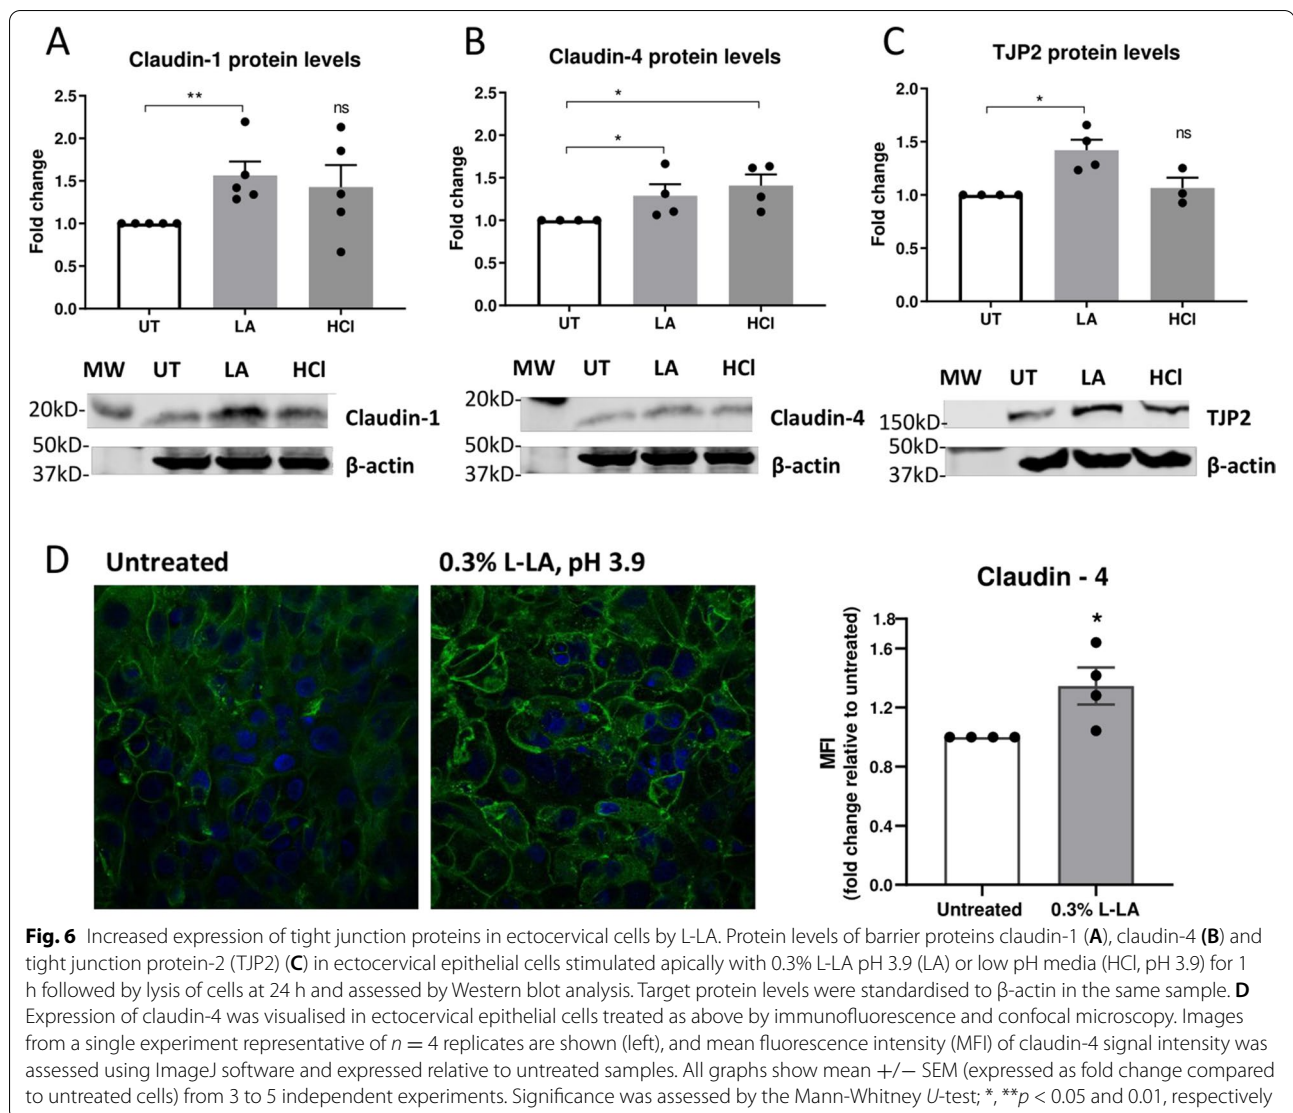 A
Claudin-1 protein levels
Fold change
2.5
2.0
1.5
1.0
0.5
0.0
**
ns
UT LA HCl
MW UT LA HCl
20kD- Claudin-1
50kD-
37kD- β-actin
B
Claudin-4 protein levels
Fold change
2.5
2.0
1.5
1.0
0.5
0.0
*
*
UT LA HCl
MW UT LA HCl
20kD- Claudin-4
50kD-
37kD- β-actin
C
TJP2 protein levels
Fold change
2.0
1.5
1.0
0.5
0.0
*
ns
UT LA HCl
MW UT LA HCl
150kD- TJP2
50kD-
37kD- β-actin
D
Untreated 0.3% L-LA, pH 3.9
Claudin - 4
MFI
(fold change relative to untreated)
1.8
1.6
1.2
0.8
0.4
0.0
*
Untreated 0.3% L-LA
Fig. 6 Increased expression of tight junction proteins in ectocervical cells by L-LA. Protein levels of barrier proteins claudin-1 (A), claudin-4 (B) and
tight junction protein-2 (TJP2) (C) in ectocervical epithelial cells stimulated apically with 0.3% L-LA pH 3.9 (LA) or low pH media (HCl, pH 3.9) for 1
h followed by lysis of cells at 24 h and assessed by Western blot analysis. Target protein levels were standardised to β-actin in the same sample. D
Expression of claudin-4 was visualised in ectocervical epithelial cells treated as above by immunofluorescence and confocal microscopy. Images
from a single experiment representative of n = 4 replicates are shown (left), and mean fluorescence intensity (MFI) of claudin-4 signal intensity was
assessed using ImageJ software and expressed relative to untreated samples. All graphs show mean +/− SEM (expressed as fold change compared
to untreated cells) from 3 to 5 independent experiments. Significance was assessed by the Mann-Whitney U-test; *, **p < 0.05 and 0.01, respectively